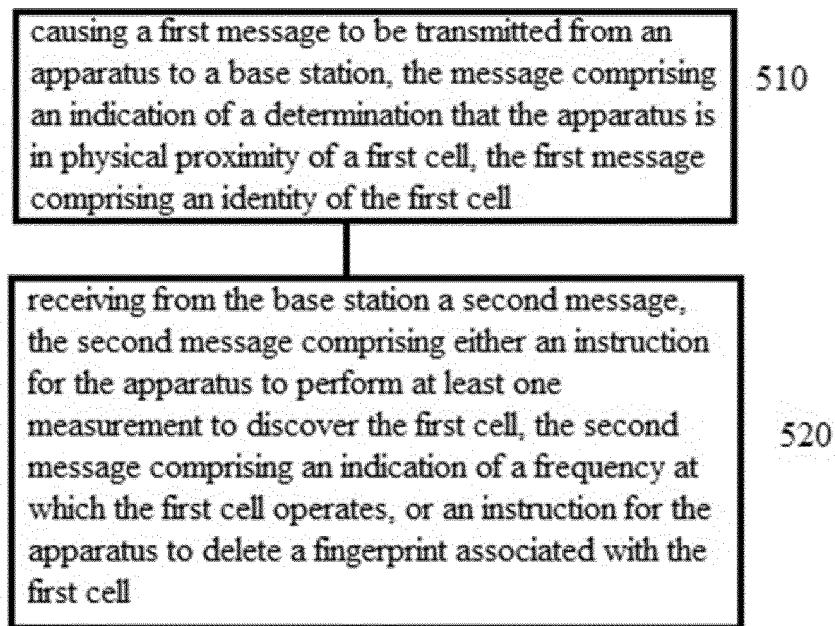 causing a first message to be transmitted from an
apparatus to a base station, the message comprising
an indication of a determination that the apparatus is
in physical proximity of a first cell, the first message
comprising an identity of the first cell
510
receiving from the base station a second message,
the second message comprising either an instruction
for the apparatus to perform at least one
measurement to discover the first cell, the second
message comprising an indication of a frequency at
which the first cell operates, or an instruction for the
apparatus to delete a fingerprint associated with the
first cell
520